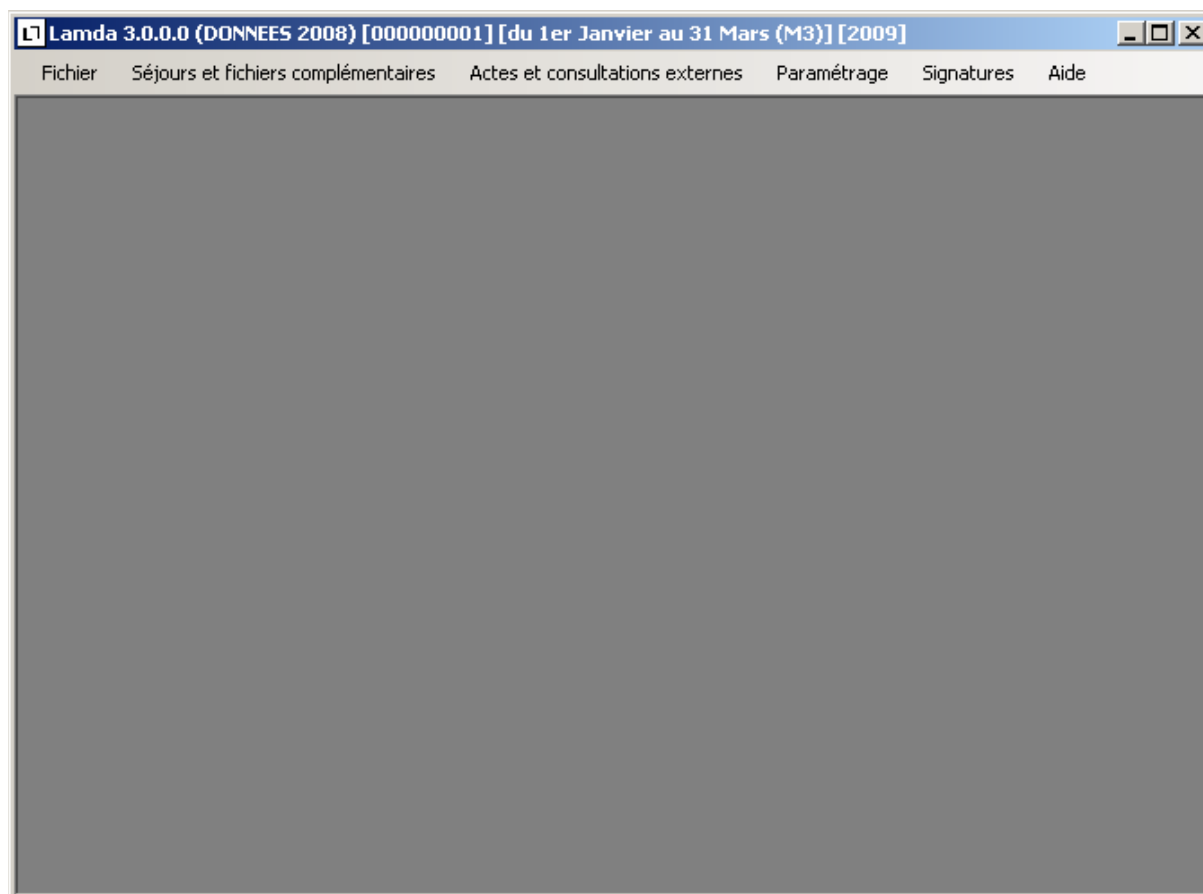 Lamda 3.0.0.0 (DONNEES 2008) [000000001] [du 1er Janvier au 31 Mars (M3)] [2009]
Fichier Séjours et fichiers complémentaires Actes et consultations externes Paramétrage Signatures Aide